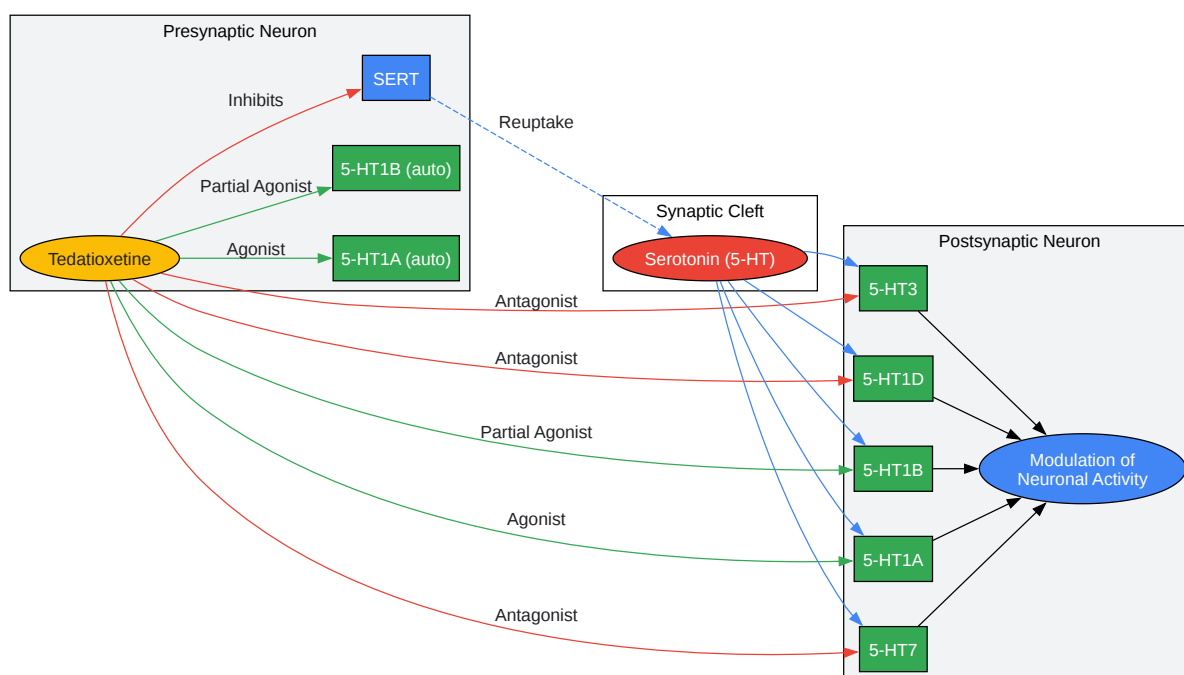 Presynaptic Neuron
SERT
Inhibits
Reuptake
5-HT1B (auto)
Partial Agonist
Synaptic Cleft
Postsynaptic Neuron
Agonist
Tedatioxetine
5-HT1A (auto)
Serotonin (5-HT)
5-HT3
Antagonist
Antagonist
5-HT1D
Partial Agonist
5-HT1B
Modulation of
Neuronal Activity
Agonist
5-HT1A
Antagonist
5-HT7